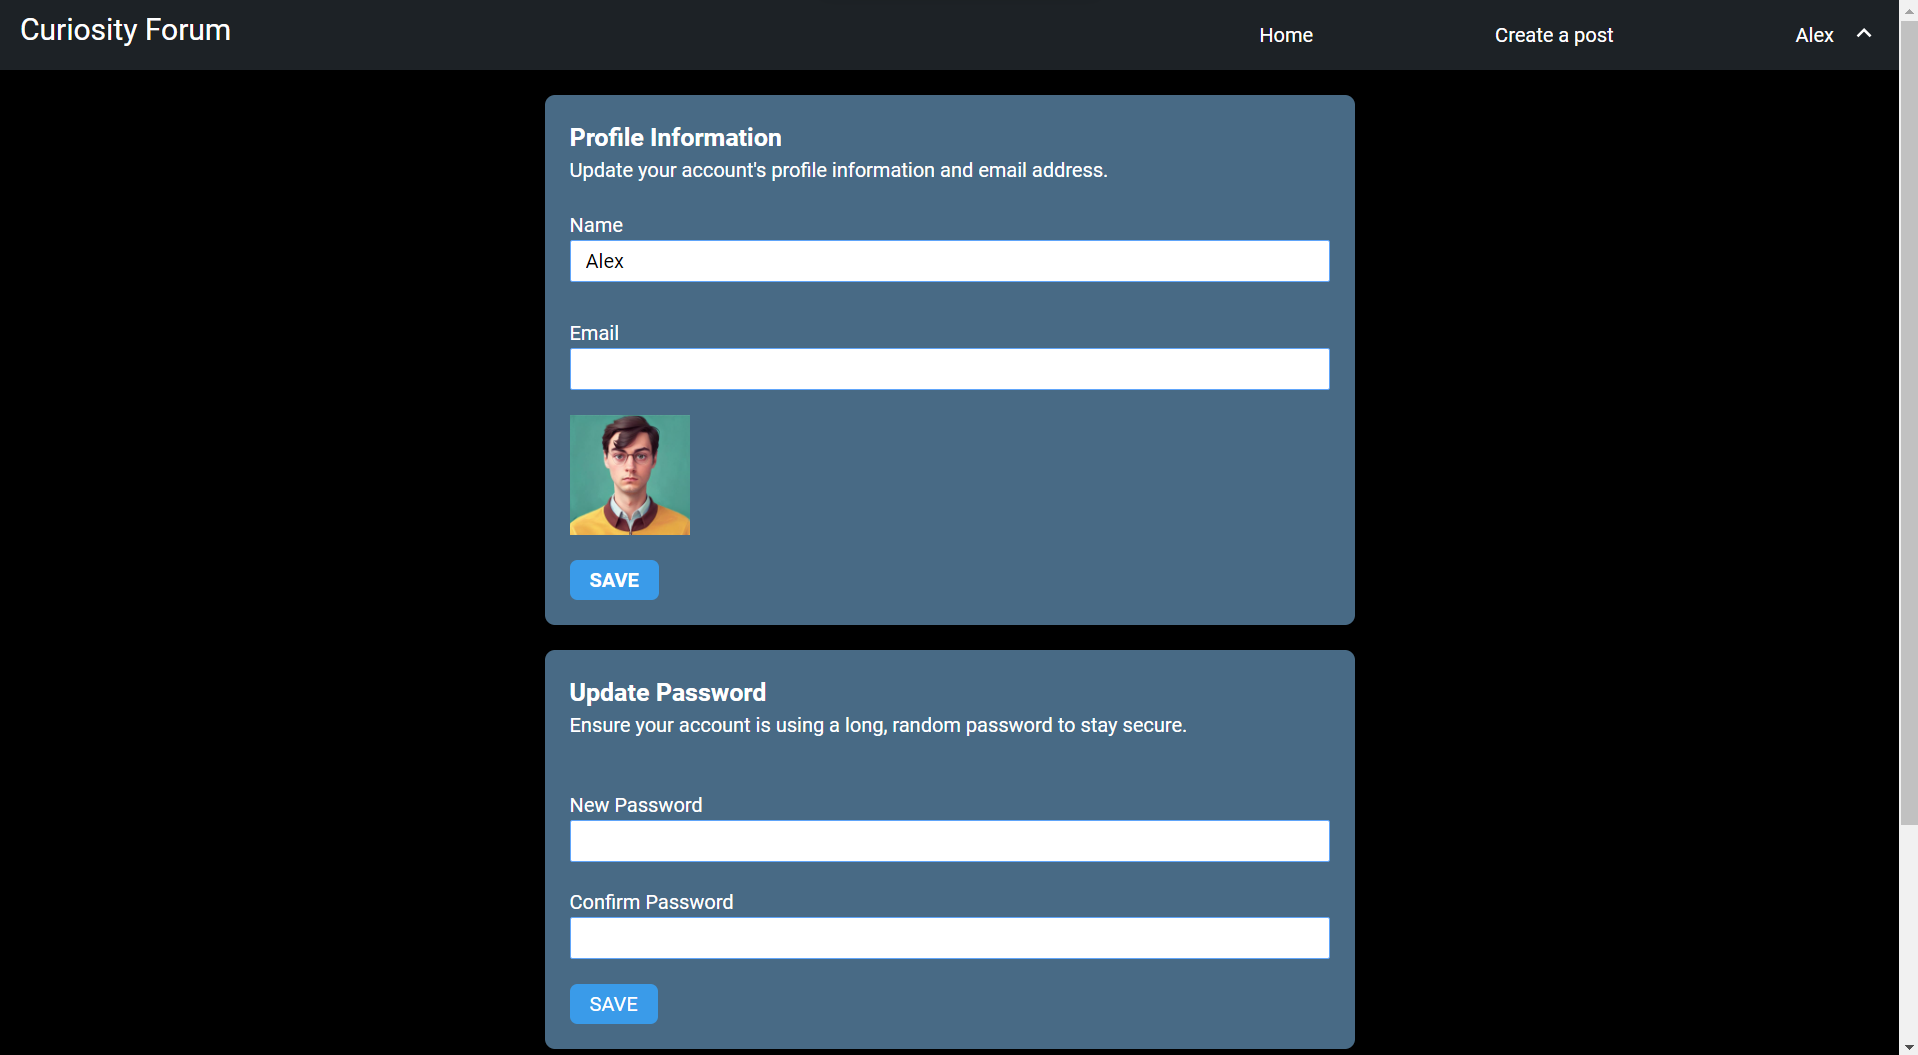 Curiosity Forum
Home
Create a post
Alex
Profile Information
Update your account's profile information and email address.
Name
Alex
Email
SAVE
Update Password
Ensure your account is using a long, random password to stay secure.
New Password
Confirm Password
SAVE